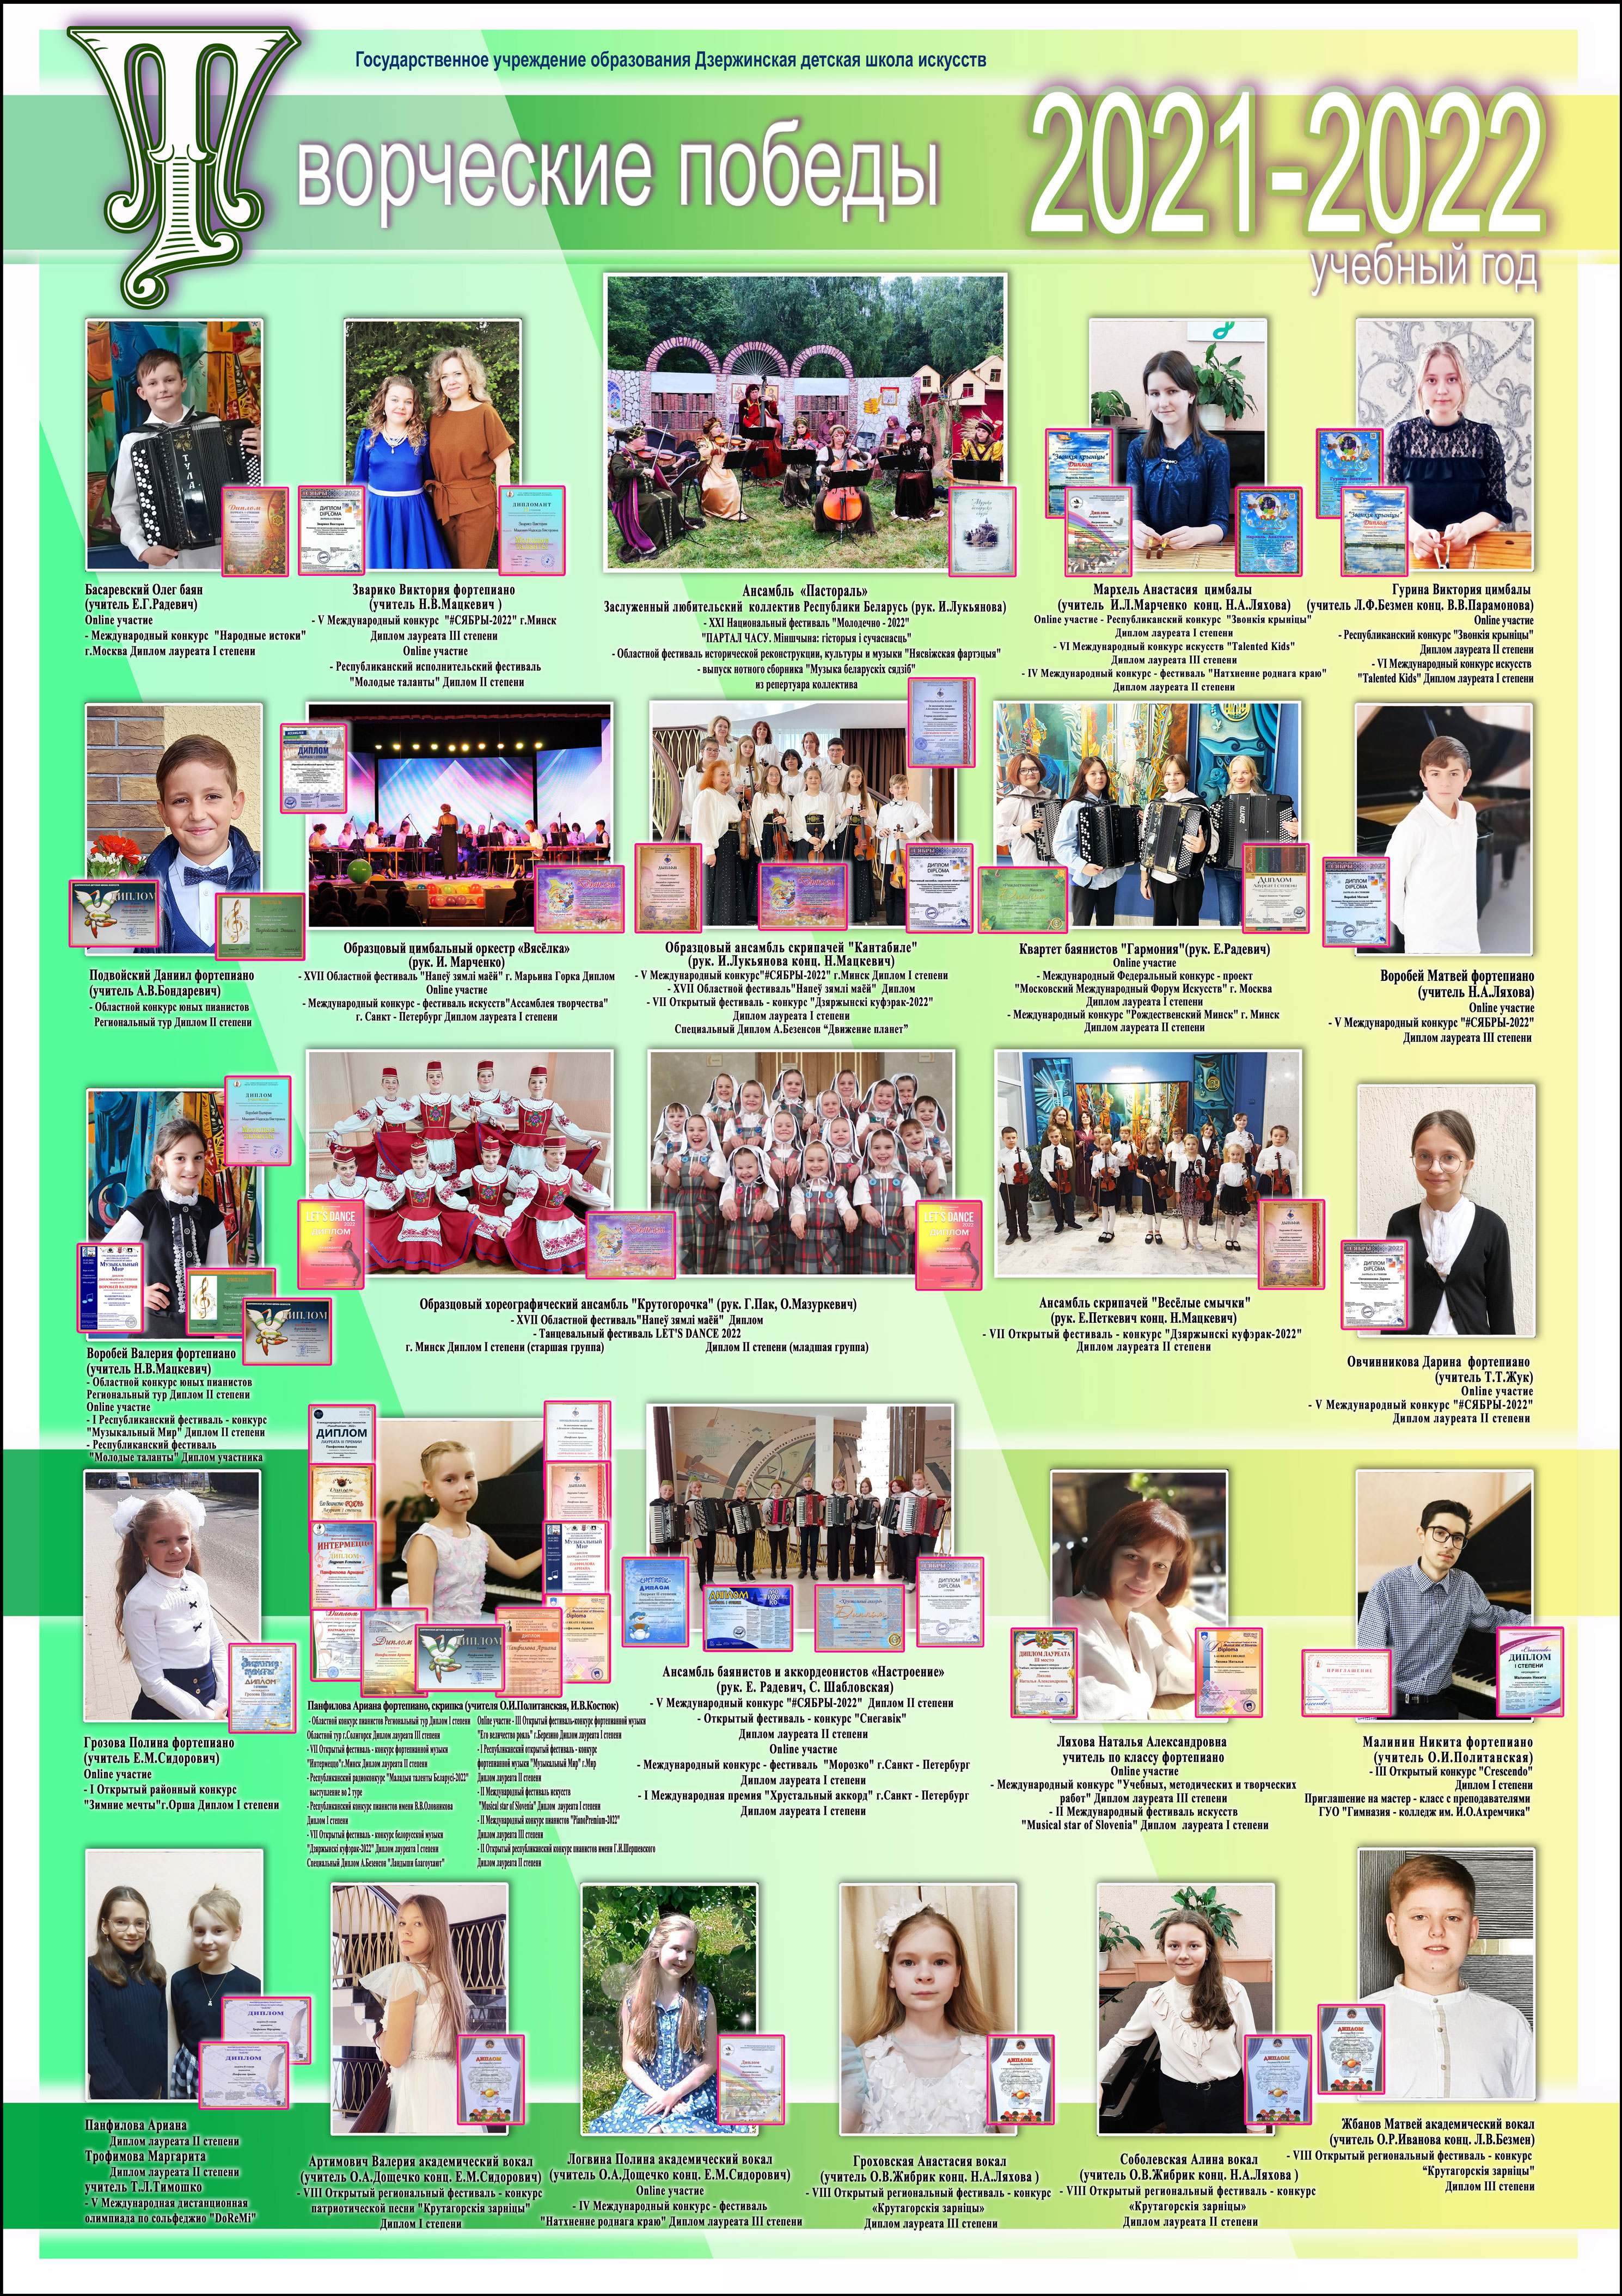 Государственное учреждение образования Дзержинская детская школа искусств
Творческие победы
2021-2022
учебный год
Басаревский Олег баян
(учитель Е.Г.Радевич)
Online участие
- Международный конкурс "Народные истоки"
г.Москва Диплом лауреата I степени
Зварико Виктория фортепиано
(учитель Н.В.Мацкевич )
- V Международный конкурс "#СЯБРЫ-2022" г.Минск
Диплом лауреата III степени
Online участие
- Республиканский исполнительский фестиваль
"Молодые таланты" Диплом II степени
Ансамбль «Пастораль»
Заслуженный любительский коллектив Республики Беларусь (рук. И.Лукьянова)
- XXI Национальный фестиваль "Молодечно - 2022"
"ПАРТАЛ ЧАСУ. Міншчына: гісторыя і сучаснасць"
- Областной фестиваль исторической реконструкции, культуры и музыки "Нясвіжская фартэцыя"
- выпуск нотного сборника "Музыка беларускіх сядзіб"
из репертуара коллектива
Мархель Анастасия цимбалы
(учитель И.Л.Марченко конц. Н.А.Ляхова)
Online участие - Республиканский конкурс "Звонкія крыніцы"
Диплом лауреата I степени
- VI Международный конкурс искусств "Talented Kids"
Диплом лауреата III степени
- IV Международный конкурс - фестиваль "Натхненне роднага краю"
Диплом лауреата II степени
Гурина Виктория цимбалы
(учитель Л.Ф.Безмен конц. В.В.Парамонова)
Online участие
- Республиканский конкурс "Звонкія крыніцы"
Диплом лауреата II степени
- VI Международный конкурс искусств
"Talented Kids" Диплом лауреата I степени
Подвойский Даниил фортепиано
(учитель А.В.Бондаревич)
- Областной конкурс юных пианистов
Региональный тур Диплом II степени
Образцовый цимбальный оркестр «Вясёлка»
(рук. И. Марченко)
- XVII Областной фестиваль "Напеў зямлі маёй" г. Марьина Горка Диплом
Online участие
- Международный конкурс - фестиваль искусств"Ассамблея творчества"
г. Санкт - Петербург Диплом лауреата I степени
Образцовый ансамбль скрипачей "Кантабиле"
(рук. И.Лукьянова конц. Н.Мацкевич)
- V Международный конкурс"#СЯБРЫ-2022" г.Минск Диплом I степени
- XVII Областной фестиваль"Напеў зямлі маёй" Диплом
- VII Открытый фестиваль - конкурс "Дзяржынскі куфэрак-2022"
Диплом лауреата I степени
Специальный Диплом А.Безенсон “Движение планет”
Квартет баянистов "Гармония"(рук. Е.Радевич)
Online участие
- Международный Федеральный конкурс - проект
"Московский Международный Форум Искусств" г. Москва
Диплом лауреата I степени
- Международный конкурс "Рождественский Минск" г. Минск
Диплом лауреата II степени
Воробей Матвей фортепиано
(учитель Н.А.Ляхова)
Online участие
- V Международный конкурс "#СЯБРЫ-2022"
Диплом лауреата III степени
Воробей Валерия фортепиано
(учитель Н.В.Мацкевич)
- Областной конкурс юных пианистов
Региональный тур Диплом II степени
Online участие
- I Республиканский фестиваль - конкурс
"Музыкальный Мир" Диплом II степени
- Республиканский фестиваль
"Молодые таланты" Диплом участника
Образцовый хореографический ансамбль "Крутогорочка" (рук. Г.Пак, О.Мазуркевич)
- XVII Областной фестиваль"Напеў зямлі маёй" Диплом
- Танцевальный фестиваль LET'S DANCE 2022
г. Минск Диплом I степени (старшая группа) Диплом II степени (младшая группа)
Ансамбль скрипачей "Весёлые смычки"
(рук. Е.Петкевич конц. Н.Мацкевич)
- VII Открытый фестиваль - конкурс "Дзяржынскі куфэрак-2022"
Диплом лауреата II степени
Овчинникова Дарина фортепиано
(учитель Т.Т.Жук)
Online участие
- V Международный конкурс "#СЯБРЫ-2022"
Диплом лауреата II степени
Грозова Полина фортепиано
(учитель Е.М.Сидорович)
Online участие
- I Открытый районный конкурс
"Зимние мечты"г.Орша Диплом I степени
Панфилова Ариана фортепиано, скрипка (учителя О.И.Политанская, И.В.Костюк)
- Областной конкурс пианистов Региональный тур Диплом I степени
Областной тур г.Солигорск Диплом лауреата III степени
- VII Открытый фестиваль - конкурс фортепианной музыки
"Интермеццо"г.Минск Диплом лауреата II степени
- Республиканский радиоконкурс "Маладыя таленты Беларусі-2022"
выступление во 2 туре
- Республиканский конкурс пианистов имени В.В.Оловникова
Диплом I степени
- VII Открытый фестиваль - конкурс белорусской музыки
"Дзяржынскі куфэрак-2022" Диплом лауреата I степени
Специальный Диплом А.Безенсон "Ландыши благоухают"
Online участие - III Открытый фестиваль-конкурс фортепианной музыки
"Его величество рояль" г.Березино Диплом лауреата I степени
- I Республиканский открытый фестиваль - конкурс
фортепианной музыки "Музыкальный Мир" г.Мир
Диплом лауреата II степени
- II Международный фестиваль искусств
"Musical star of Slovenia" Диплом лауреата I степени
- II Международный конкурс пианистов "PianoPremium-2022"
Диплом лауреата III степени
- II Открытый республиканский конкурс пианистов имени Г.И.Шершевского
Диплом лауреата II степени
Ансамбль баянистов и аккордеонистов «Настроение»
(рук. Е. Радевич, С. Шабловская)
- V Международный конкурс "#СЯБРЫ-2022" Диплом II степени
- Открытый фестиваль - конкурс "Снегавік"
Диплом лауреата II степени
Online участие
- Международный конкурс - фестиваль "Морозко" г.Санкт - Петербург
Диплом лауреата I степени
- I Международная премия "Хрустальный аккорд" г.Санкт - Петербург
Диплом лауреата I степени
Ляхова Наталья Александровна
учитель по классу фортепиано
Online участие
- Международный конкурс "Учебных, методических и творческих
работ" Диплом лауреата III степени
- II Международный фестиваль искусств
"Musical star of Slovenia" Диплом лауреата I степени
Малинин Никита фортепиано
(учитель О.И.Политанская)
- III Открытый конкурс "Crescendo"
Диплом I степени
Приглашение на мастер - класс с преподавателями
ГУО "Гимназия - колледж им. И.О.Ахремчика"
Панфилова Ариана
Диплом лауреата II степени
Трофимова Маргарита
Диплом лауреата II степени
учитель Т.Л.Тимошко
- V Международная дистанционная
олимпиада по сольфеджио "DoReMi"
Артимович Валерия академический вокал
(учитель О.А.Дощечко конц. Е.М.Сидорович)
- VIII Открытый региональный фестиваль - конкурс
патриотической песни "Крутагорскія зарніцы"
Диплом I степени
Логвина Полина академический вокал
(учитель О.А.Дощечко конц. Е.М.Сидорович)
Online участие
- IV Международный конкурс - фестиваль
"Натхненне роднага краю" Диплом лауреата III степени
Гроховская Анастасия вокал
(учитель О.В.Жибрик конц. Н.А.Ляхова )
- VIII Открытый региональный фестиваль - конкурс
«Крутагорскія зарніцы»
Диплом лауреата III степени
Соболевская Алина вокал
(учитель О.В.Жибрик конц. Н.А.Ляхова )
- VIII Открытый региональный фестиваль - конкурс
«Крутагорскія зарніцы»
Диплом лауреата II степени
Жбанов Матвей академический вокал
(учитель О.Р.Иванова конц. Л.В.Безмен)
- VIII Открытый региональный фестиваль - конкурс
“Крутагорскія зарніцы”
Диплом III степени